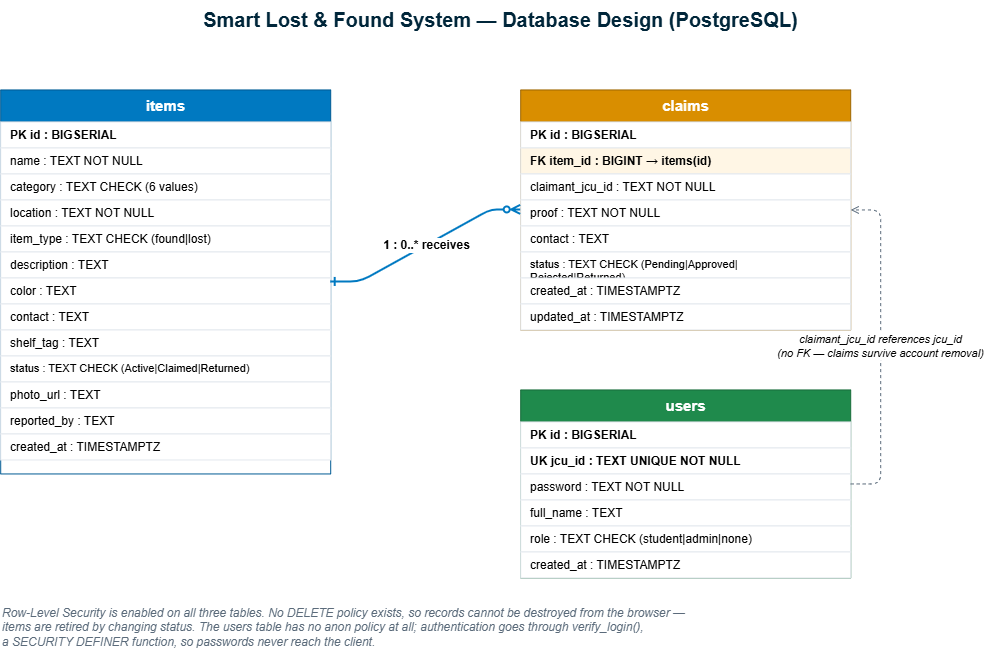 Smart Lost & Found System — Database Design (PostgreSQL)
items
PK id : BIGSERIAL
name : TEXT NOT NULL
category : TEXT CHECK (6 values)
location : TEXT NOT NULL
item_type : TEXT CHECK (found|lost)
description : TEXT
color : TEXT
contact : TEXT
shelf_tag : TEXT
status : TEXT CHECK (Active|Claimed|Returned)
photo_url : TEXT
reported_by : TEXT
created_at : TIMESTAMPTZ
1 : 0..* receives
claims
PK id : BIGSERIAL
FK item_id : BIGINT → items(id)
claimant_jcu_id : TEXT NOT NULL
proof : TEXT NOT NULL
contact : TEXT
status : TEXT CHECK (Pending|Approved|
Rejected|Returned)
created_at : TIMESTAMPTZ
updated_at : TIMESTAMPTZ
claimant_jcu_id references jcu_id
(no FK — claims survive account removal)
users
PK id : BIGSERIAL
UK jcu_id : TEXT UNIQUE NOT NULL
password : TEXT NOT NULL
full_name : TEXT
role : TEXT CHECK (student|admin|none)
created_at : TIMESTAMPTZ
Row-Level Security is enabled on all three tables. No DELETE policy exists, so records cannot be destroyed from the browser —
items are retired by changing status. The users table has no anon policy at all; authentication goes through verify_login(),
a SECURITY DEFINER function, so passwords never reach the client.